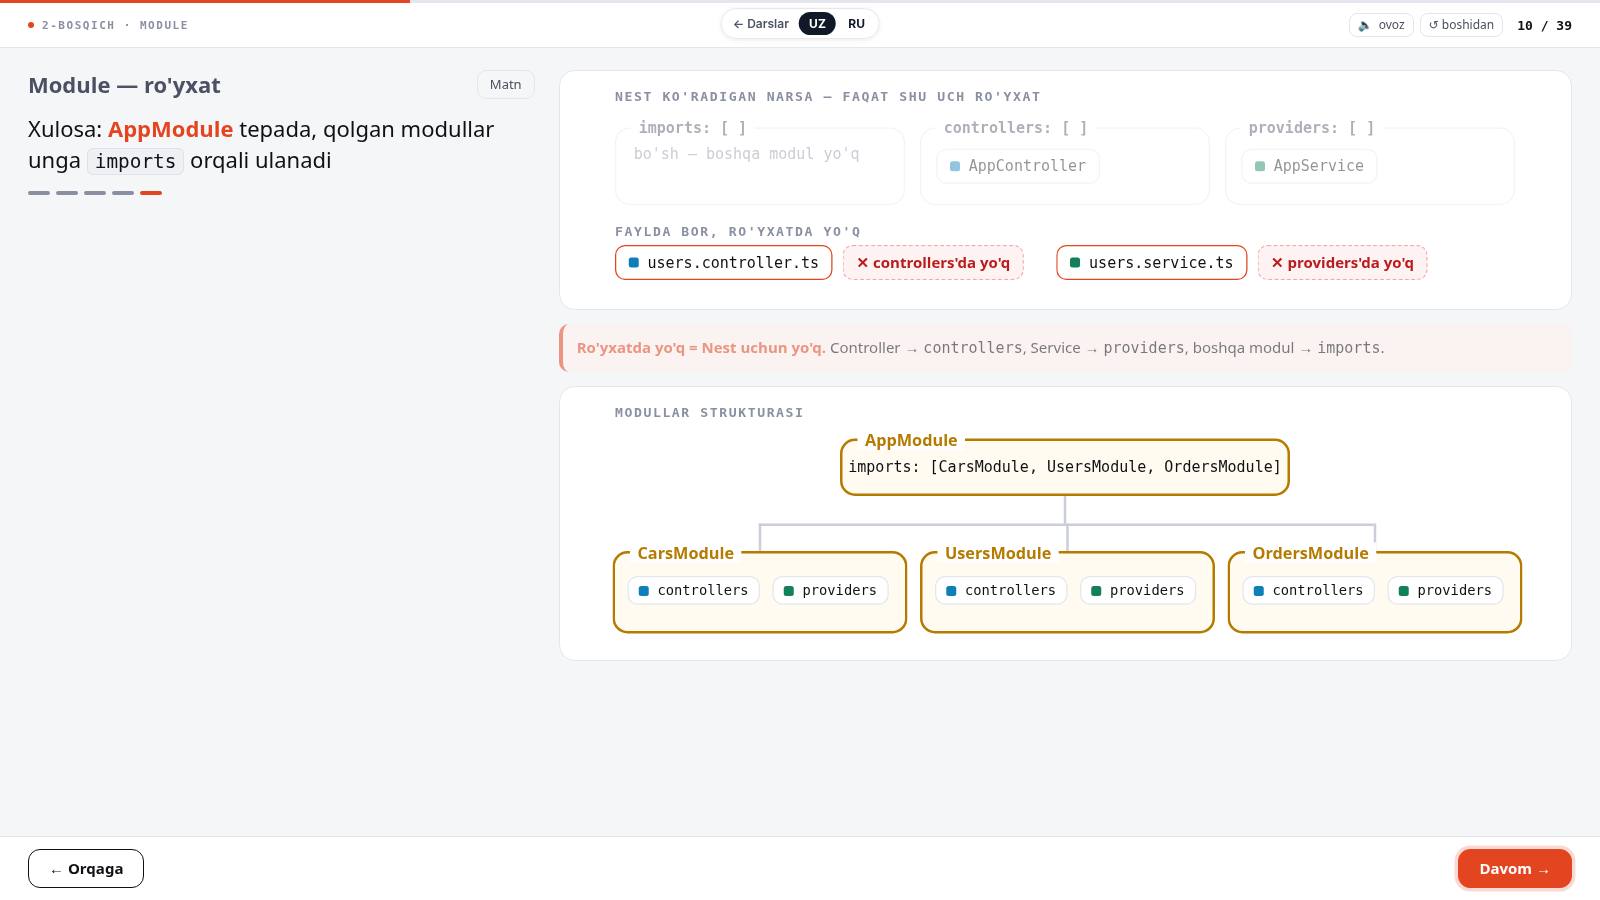 2-BOSQICH · MODULE
← Darslar UZ RU
🔈 ovoz ↺ boshidan 10 / 39
Module — ro'yxat
Matn
Xulosa: AppModule tepada, qolgan modullar
unga imports orqali ulanadi
NEST KO'RADIGAN NARSA — FAQAT SHU UCH RO'YXAT
imports: [ ] controllers: [ ] providers: [ ]
bo'sh — boshqa modul yo'q AppController AppService
FAYLDA BOR, RO'YXATDA YO'Q
users.controller.ts ✕ controllers'da yo'q users.service.ts ✕ providers'da yo'q
Ro'yxatda yo'q = Nest uchun yo'q. Controller → controllers, Service → providers, boshqa modul → imports.
MODULLAR STRUKTURASI
AppModule
imports: [CarsModule, UsersModule, OrdersModule]
CarsModule UsersModule OrdersModule
controllers providers controllers providers controllers providers
← Orqaga Davom →